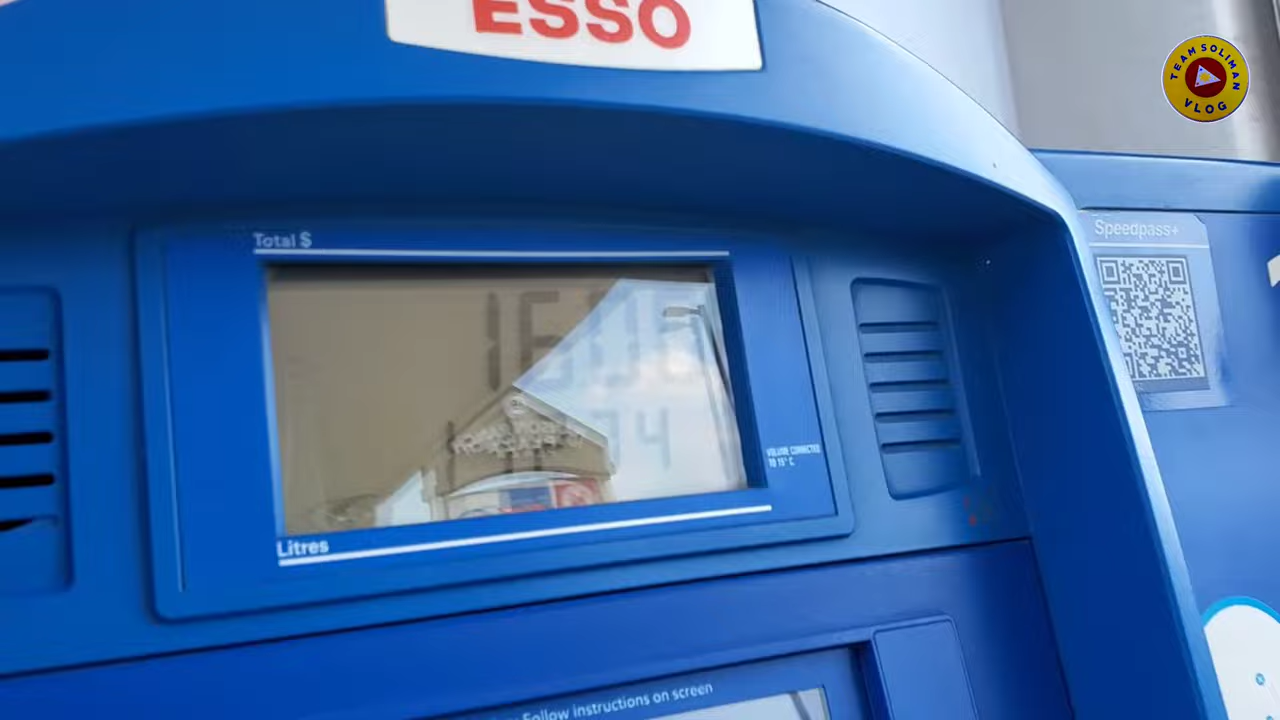 ESSO
TEAM SOLIMAN
VLOG
Speedpass+
Total $
VOLUME CORRECTED
TO 15° C
Litres
Follow instructions on screen